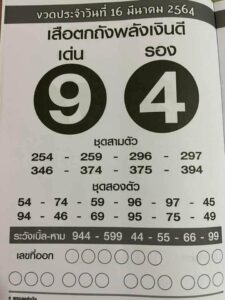 งวดประจำวันที่ 16 มีนาคม 2564
เสือตกถังพลังเงินดี
เด่น รอง
9 4
ชุดสามตัว
254 - 259 - 296 - 297
346 - 374 - 375 - 394
ชุดสองตัว
54 - 74 - 59 - 96 - 97 - 45
94 - 46 - 69 - 95 - 75 - 49
ระวังเบิ้ล-หาม 944 - 599 44 - 55 - 66 - 99
เลขที่ออก